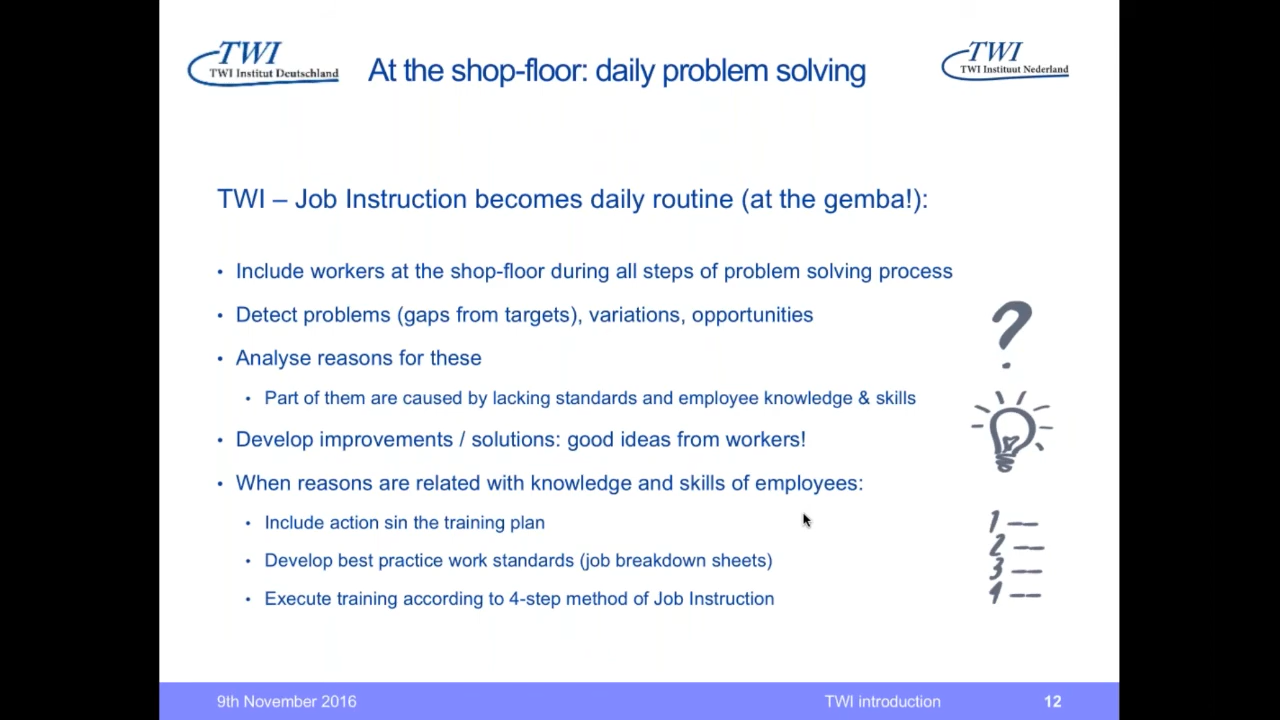 TWI
TWI Institut Deutschland
At the shop-floor: daily problem solving
TWI
TWI Instituut Nederland
TWI – Job Instruction becomes daily routine (at the gemba!):
• Include workers at the shop-floor during all steps of problem solving process
• Detect problems (gaps from targets), variations, opportunities
• Analyse reasons for these
• Part of them are caused by lacking standards and employee knowledge & skills
• Develop improvements / solutions: good ideas from workers!
• When reasons are related with knowledge and skills of employees:
• Include action sin the training plan
• Develop best practice work standards (job breakdown sheets)
• Execute training according to 4-step method of Job Instruction
?
1
2
3
4
9th November 2016
TWI introduction
12